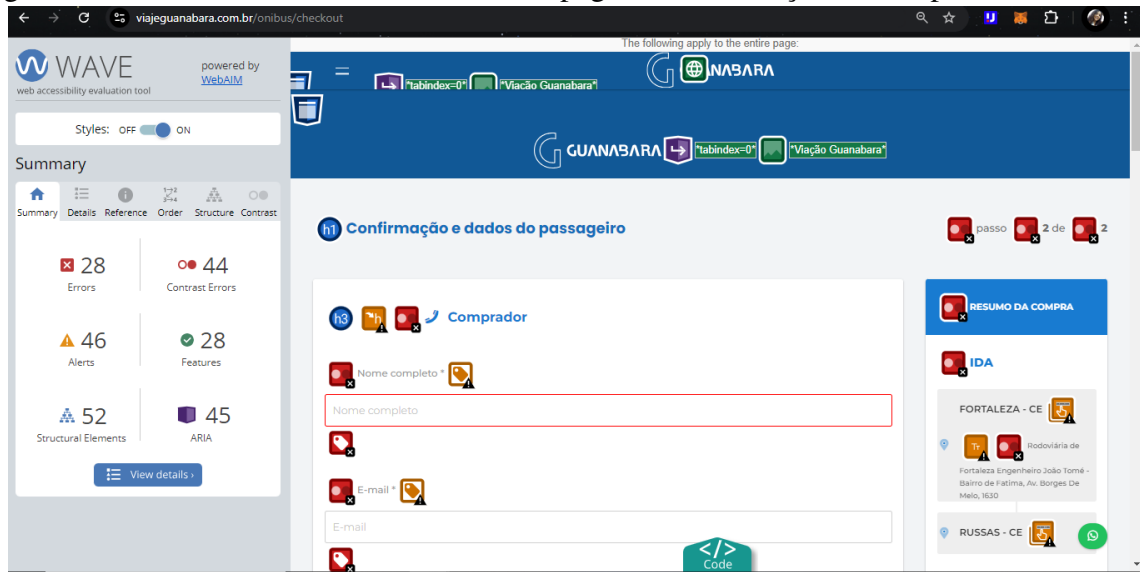 viajeguanabara.com.br/onibus/checkout
The following apply to the entire page:
WAVE
powered by
WebAIM
web accessibility evaluation tool
*tabindex=0* *Viação Guanabara*
NABARA
Styles: OFF ON
GUANABARA *tabindex=0* *Viação Guanabara*
Summary
Summary Details Reference Order Structure Contrast
h1 Confirmação e dados do passageiro
passo 2 de 2
28
Errors
44
Contrast Errors
46
Alerts
28
Features
52
Structural Elements
45
ARIA
View details ›
h3 h Comprador
Nome completo *
Nome completo
E-mail *
E-mail
</>
Code
RESUMO DA COMPRA
IDA
FORTALEZA - CE
Tт Rodoviária de
Fortaleza Engenheiro João Tomé -
Bairro de Fatima, Av. Borges De
Melo, 1630
RUSSAS - CE